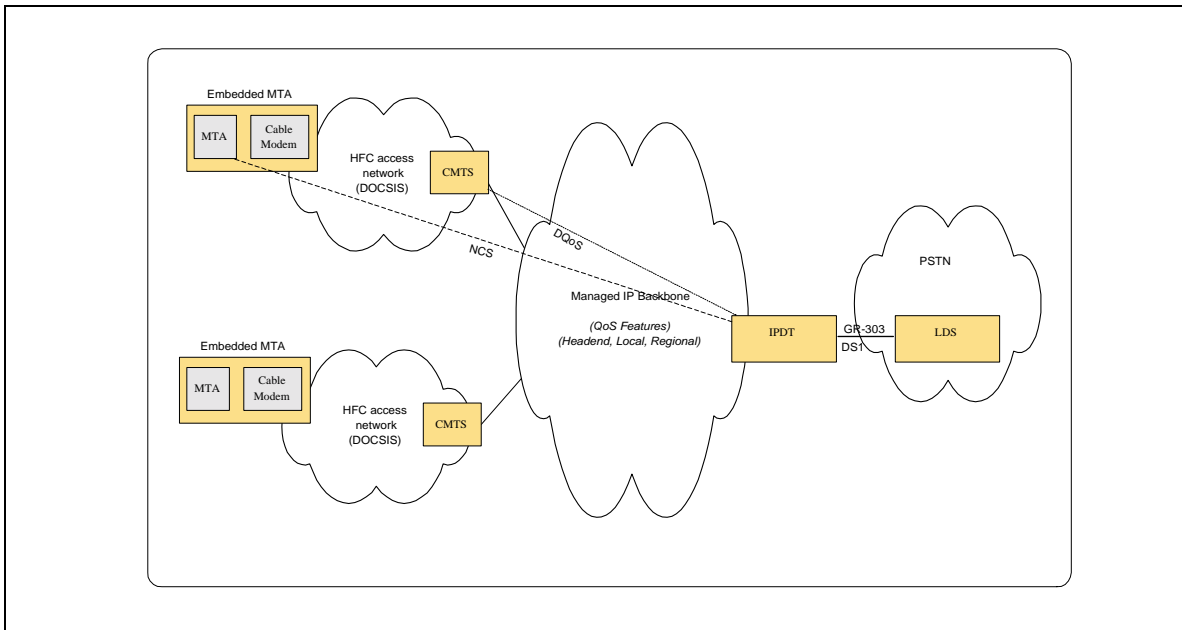 Embedded MTA
MTA
Cable
Modem
HFC access
network
(DOCSIS)
CMTS
DQoS
NCS
Managed IP Backbone
(QoS Features)
(Headend, Local, Regional)
IPDT
GR-303
DS1
PSTN
LDS
Embedded MTA
MTA
Cable
Modem
HFC access
network
(DOCSIS)
CMTS